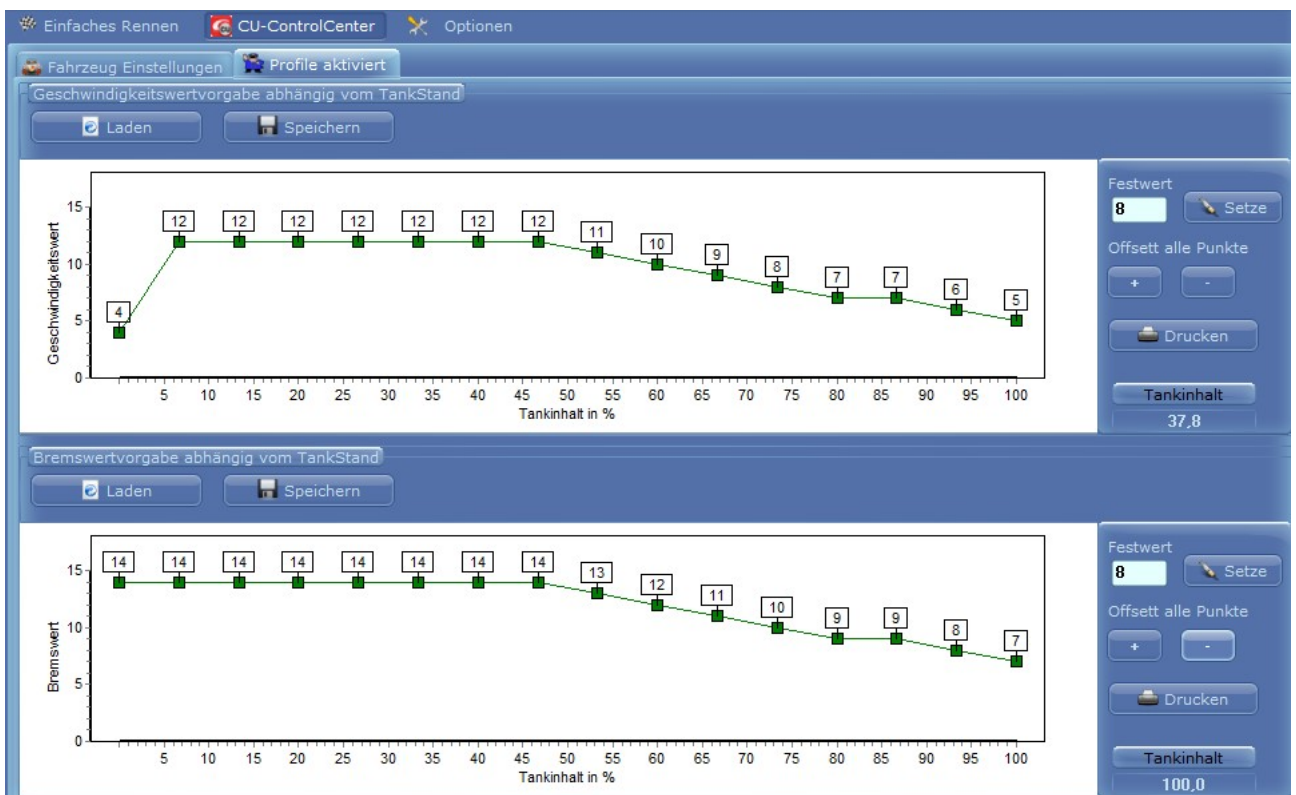 Einfaches Rennen CU-ControlCenter Optionen
Fahrzeug Einstellungen Profile aktiviert
Geschwindigkeitswertvorgabe abhängig vom TankStand
Laden Speichern
Geschwindigkeitswert
15
10
5
0
4 12 12 12 12 12 12 12 11 10 9 8 7 7 6 5
5 10 15 20 25 30 35 40 45 50 55 60 65 70 75 80 85 90 95 100
Tankinhalt in %
Festwert
8 Setze
Offsett alle Punkte
+ -
Drucken
Tankinhalt
37,8
Bremswertvorgabe abhängig vom TankStand
Laden Speichern
Bremswert
15
10
5
0
14 14 14 14 14 14 14 14 13 12 11 10 9 9 8 7
5 10 15 20 25 30 35 40 45 50 55 60 65 70 75 80 85 90 95 100
Tankinhalt in %
Festwert
8 Setze
Offsett alle Punkte
+ -
Drucken
Tankinhalt
100,0